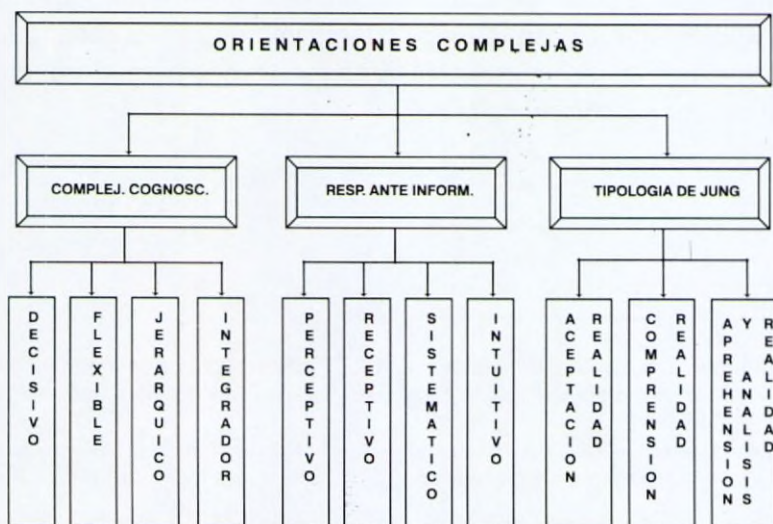 ORIENTACIONES COMPLEJAS
COMPLEJ. COGNOSC.
RESP. ANTE INFORM.
TIPOLOGIA DE JUNG
DECISIVO
FLEXIBLE
JERARQUICO
INTEGRADOR
PERCEPTIVO
RECEPTIVO
SISTEMATICO
INTUITIVO
ACEPTACION
REALIDAD
COMPRENSION
REALIDAD
APREHENSION
Y ANALISIS
REALIDAD